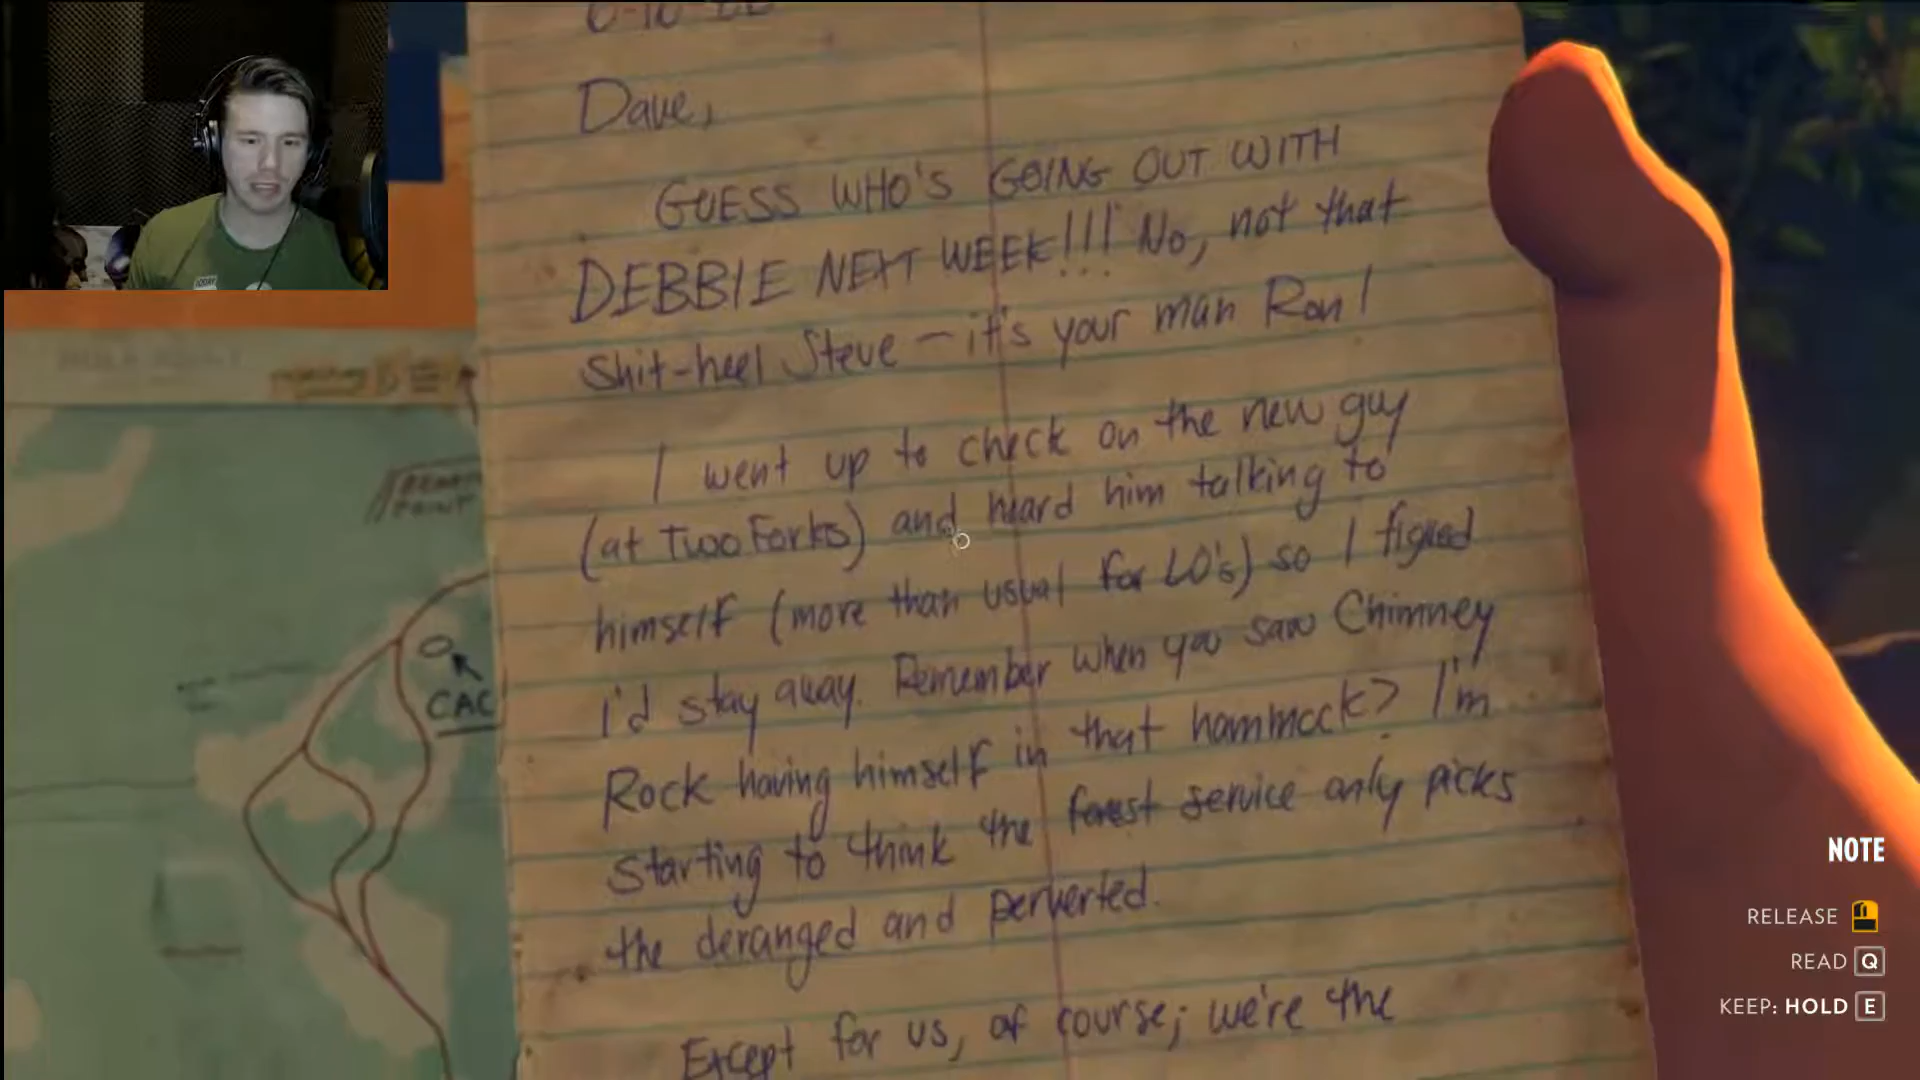 Dave,
GUESS WHO'S GOING OUT WITH
DEBBIE NEXT WEEK!!! No, not that
Shit-heel Steve - it's your man Ron!
I went up to check on the new guy
(at Two Forks) and heard him talking to
himself (more than usual for LO's) so I figured
I'd stay away. Remember when you saw Chimney
Rock having himself in that hammock? I'm
starting to think the forest service only picks
the deranged and perverted.
Except for us, of course; we're the
CAC
NOTE
RELEASE
READ Q
KEEP: HOLD E